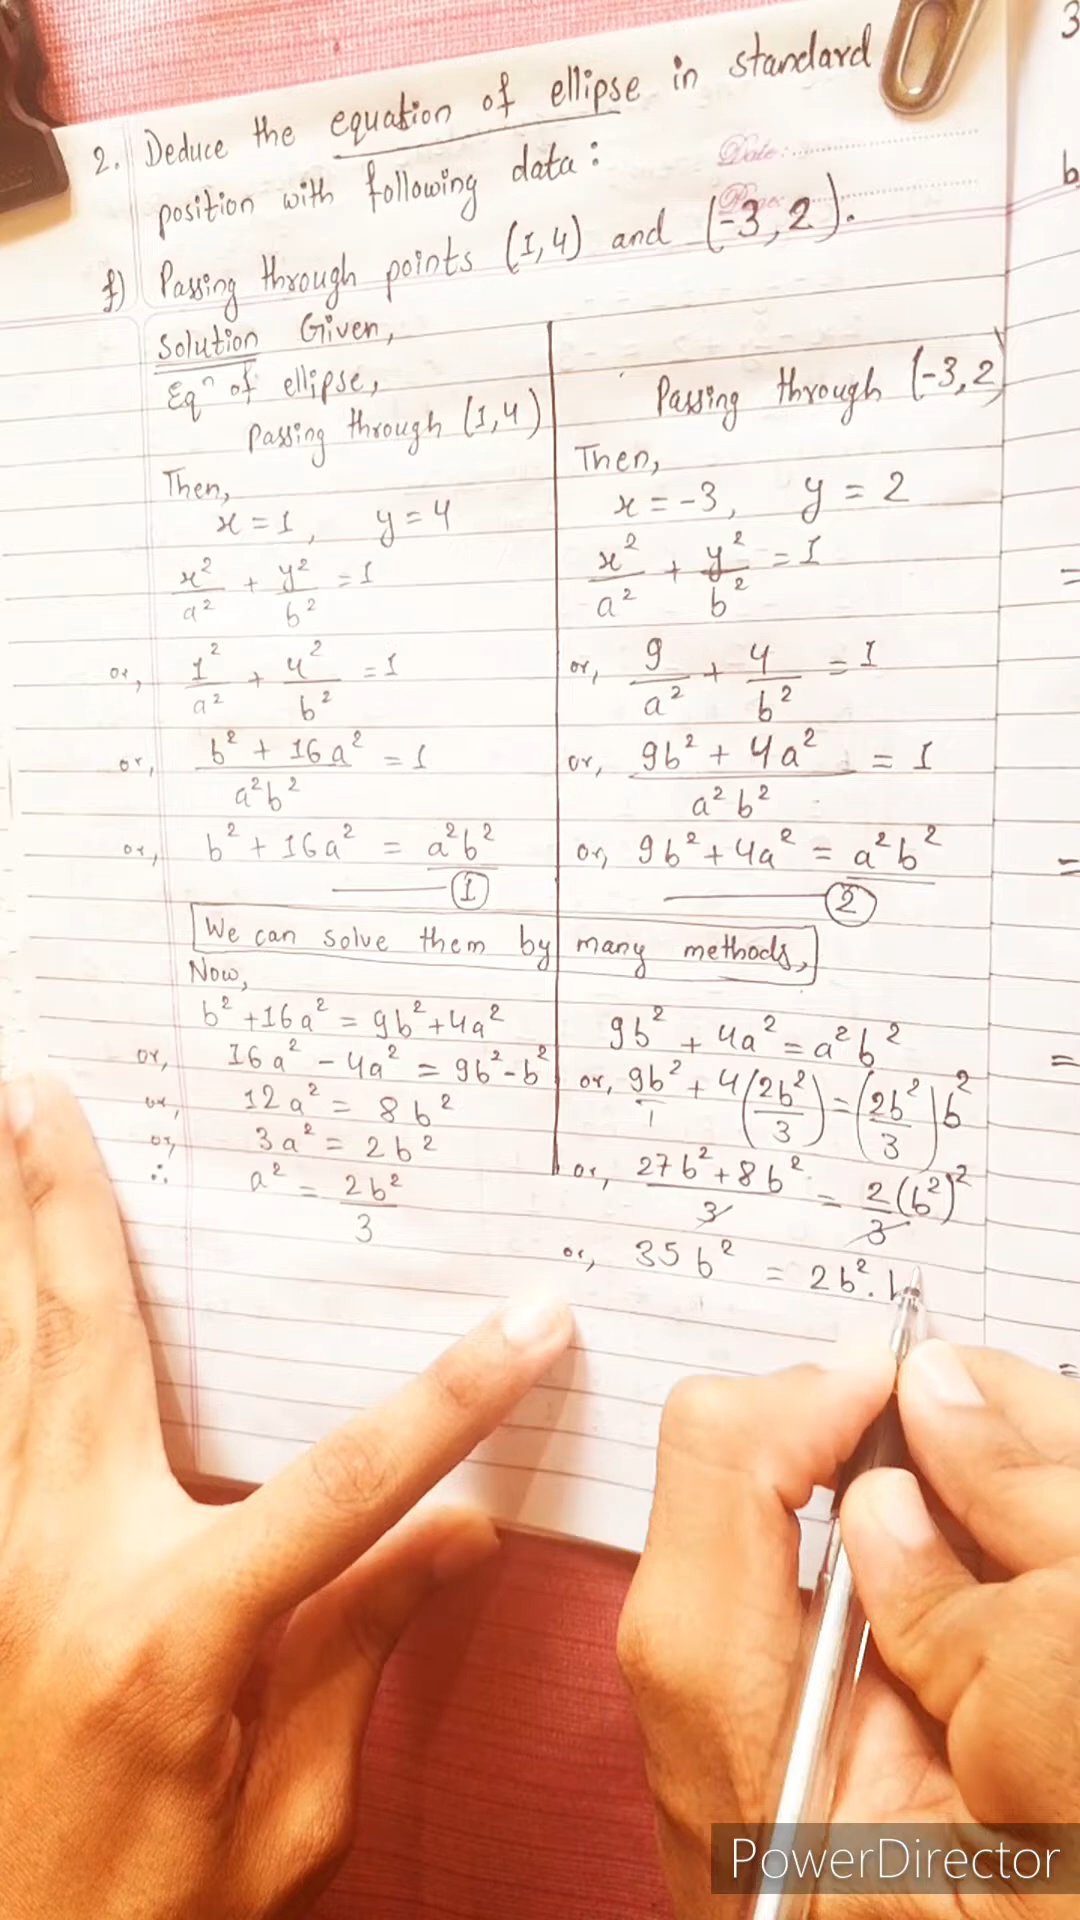 2. Deduce the equation of ellipse in standard
position with following data:
Date:
f) Passing through points (1,4) and (-3,2).
Solution Given,
Eqⁿ of ellipse,
passing through (1,4)
Then,
x = 1, y = 4
x²/a² + y²/b² = 1
or, 1²/a² + 4²/b² = 1
or, b² + 16a² / a²b² = 1
or, b² + 16a² = a²b²
①
Passing through (-3,2)
Then,
x = -3, y = 2
x²/a² + y²/b² = 1
or, 9/a² + 4/b² = 1
or, 9b² + 4a² / a²b² = 1
or, 9b² + 4a² = a²b²
②
We can solve them by many methods,
Now,
b² + 16a² = 9b² + 4a²
or, 16a² - 4a² = 9b² - b²
or, 12a² = 8b²
or, 3a² = 2b²
∴ a² = 2b²/3
9b² + 4a² = a²b²
or, 9b²/1 + 4(2b²/3) = (2b²/3)b²
or, 27b² + 8b² / 3 = 2(b²)²/3
or, 35b² = 2b².
3
b.
=
=
=
=
PowerDirector